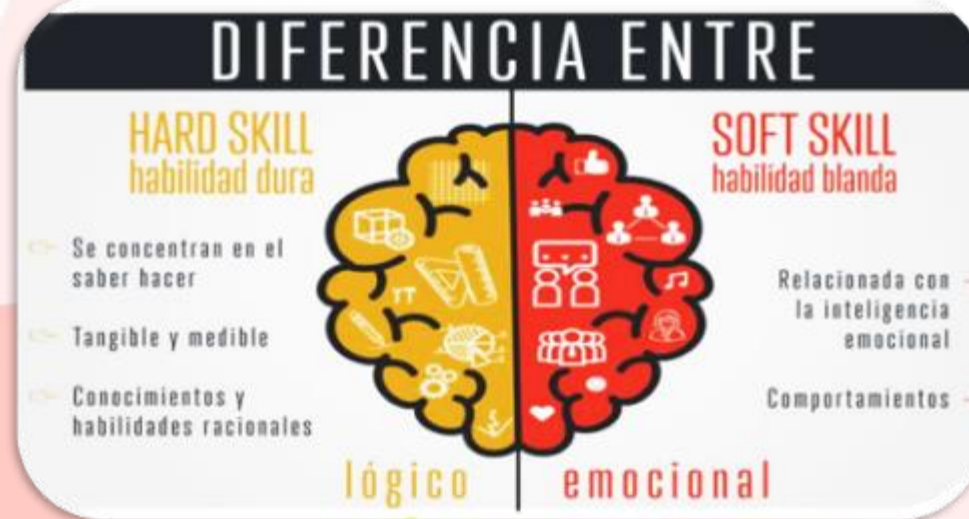 DIFERENCIA ENTRE
HARD SKILL
habilidad dura
Se concentran en el
saber hacer
Tangible y medible
Conocimientos y
habilidades racionales
lógico
SOFT SKILL
habilidad blanda
Relacionada con
la inteligencia
emocional
Comportamientos
emocional